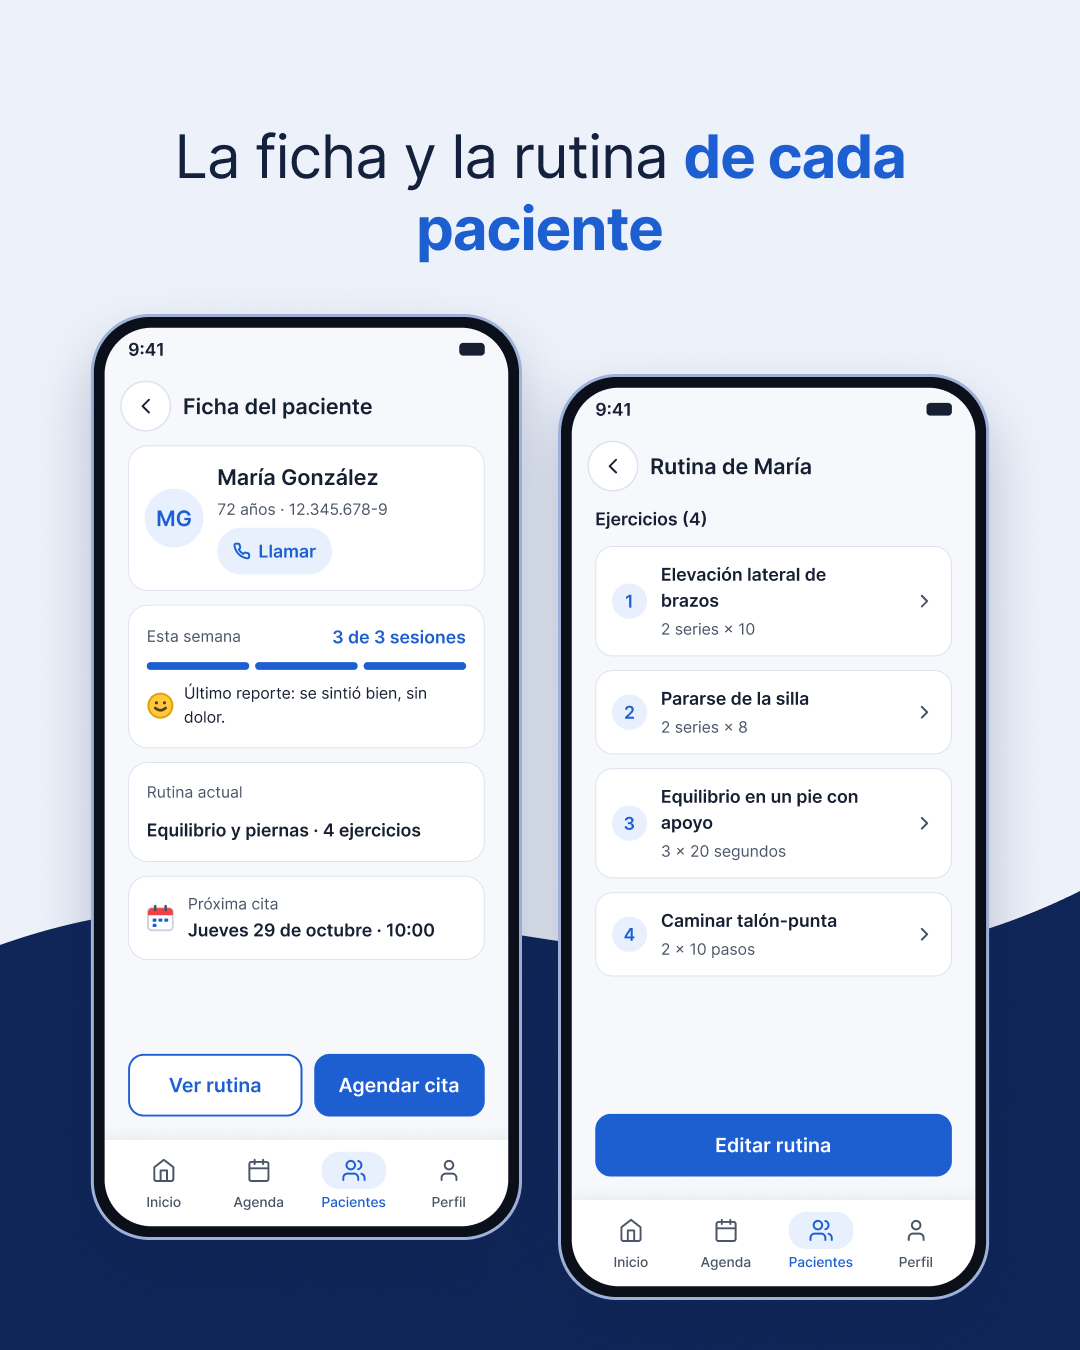 La ficha y la rutina de cada
paciente
9:41
Ficha del paciente
MG
María González
72 años · 12.345.678-9
Llamar
Esta semana
3 de 3 sesiones
Último reporte: se sintió bien, sin
dolor.
Rutina actual
Equilibrio y piernas · 4 ejercicios
Próxima cita
Jueves 29 de octubre · 10:00
Ver rutina
Agendar cita
Inicio
Agenda
Pacientes
Perfil
9:41
Rutina de María
Ejercicios (4)
1
Elevación lateral de
brazos
2 series × 10
2
Pararse de la silla
2 series × 8
3
Equilibrio en un pie con
apoyo
3 × 20 segundos
4
Caminar talón-punta
2 × 10 pasos
Editar rutina
Inicio
Agenda
Pacientes
Perfil